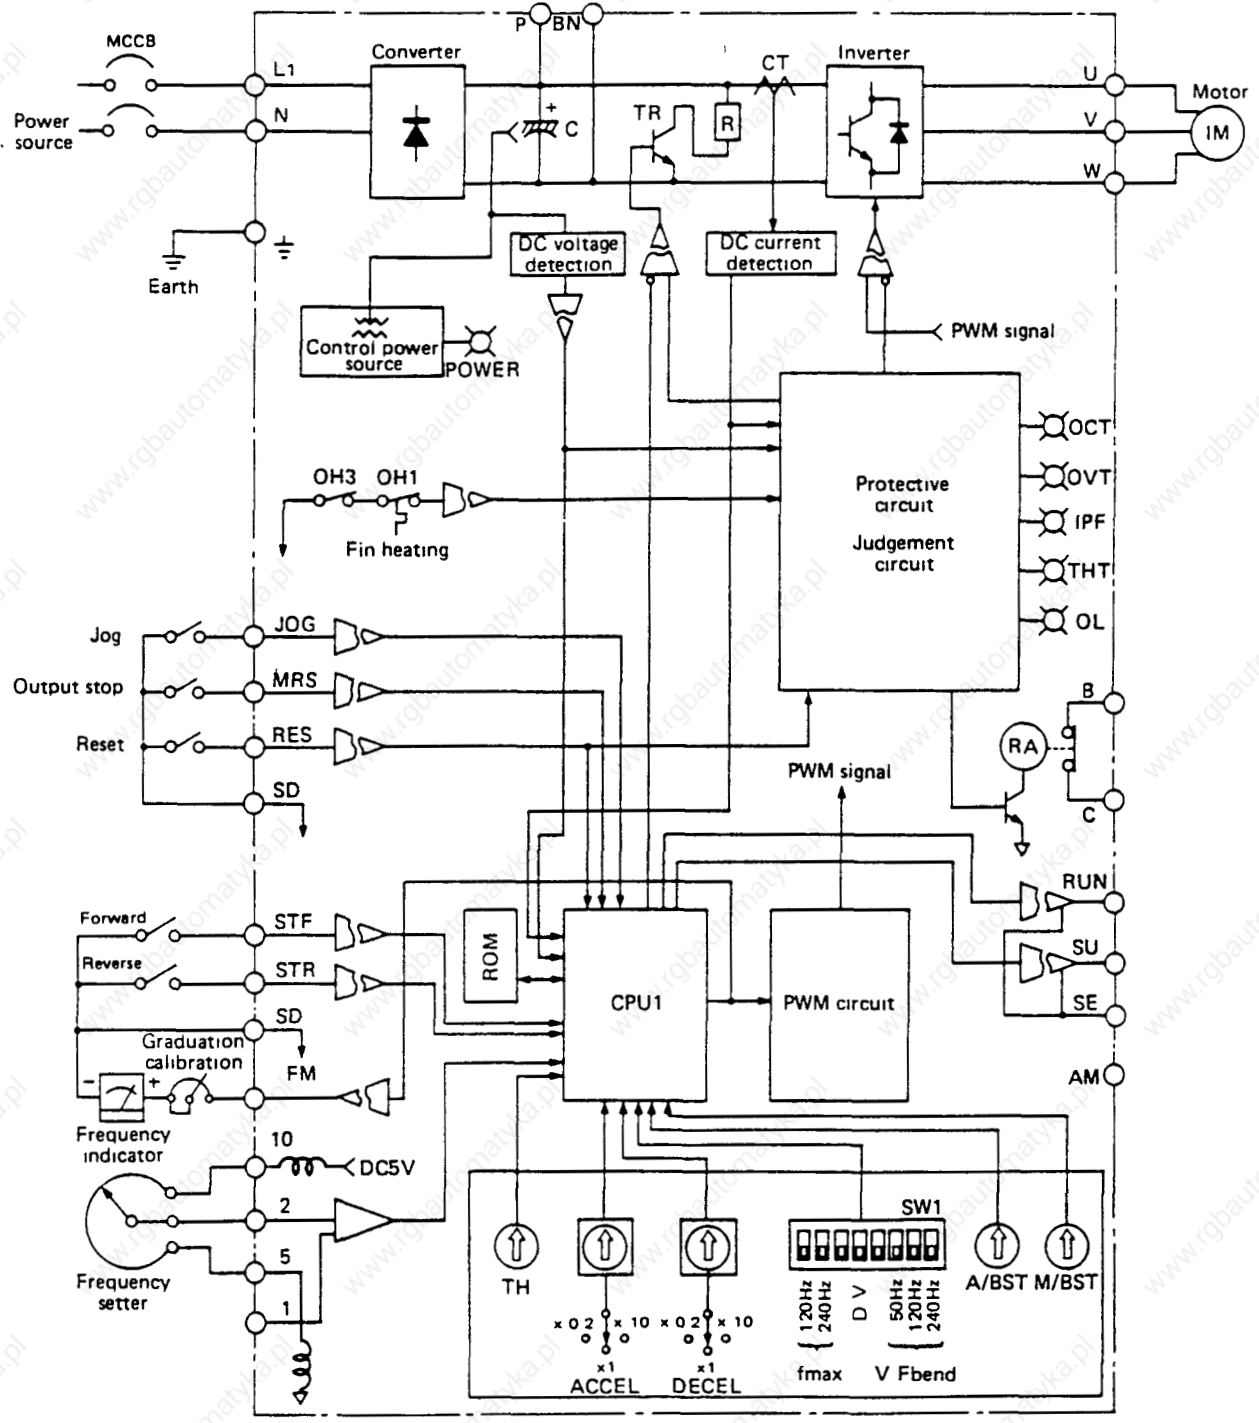 P
BN
MCCB
L1
Converter
CT
Inverter
U
Motor
Power
source
N
+
C
TR
R
V
IM
W
DC voltage
detection
DC current
detection
Earth
PWM signal
Control power
source
POWER
OCT
OVT
IPF
THT
OL
Protective
circuit
Judgement
circuit
OH3
OH1
Fin heating
Jog
JOG
Output stop
MRS
Reset
RES
SD
B
RA
C
PWM signal
RUN
SU
SE
AM
Forward
STF
Reverse
STR
SD
ROM
CPU1
PWM circuit
Graduation
calibration
FM
-
+
Frequency
indicator
10
DC5V
2
5
1
Frequency
setter
TH
SW1
A/BST
M/BST
x 0 2
x 10
x1
ACCEL
x 0 2
x 10
x1
DECEL
120Hz
240Hz
D V
50Hz
120Hz
240Hz
fmax
V Fbend
www.rgbautomatyka.pl